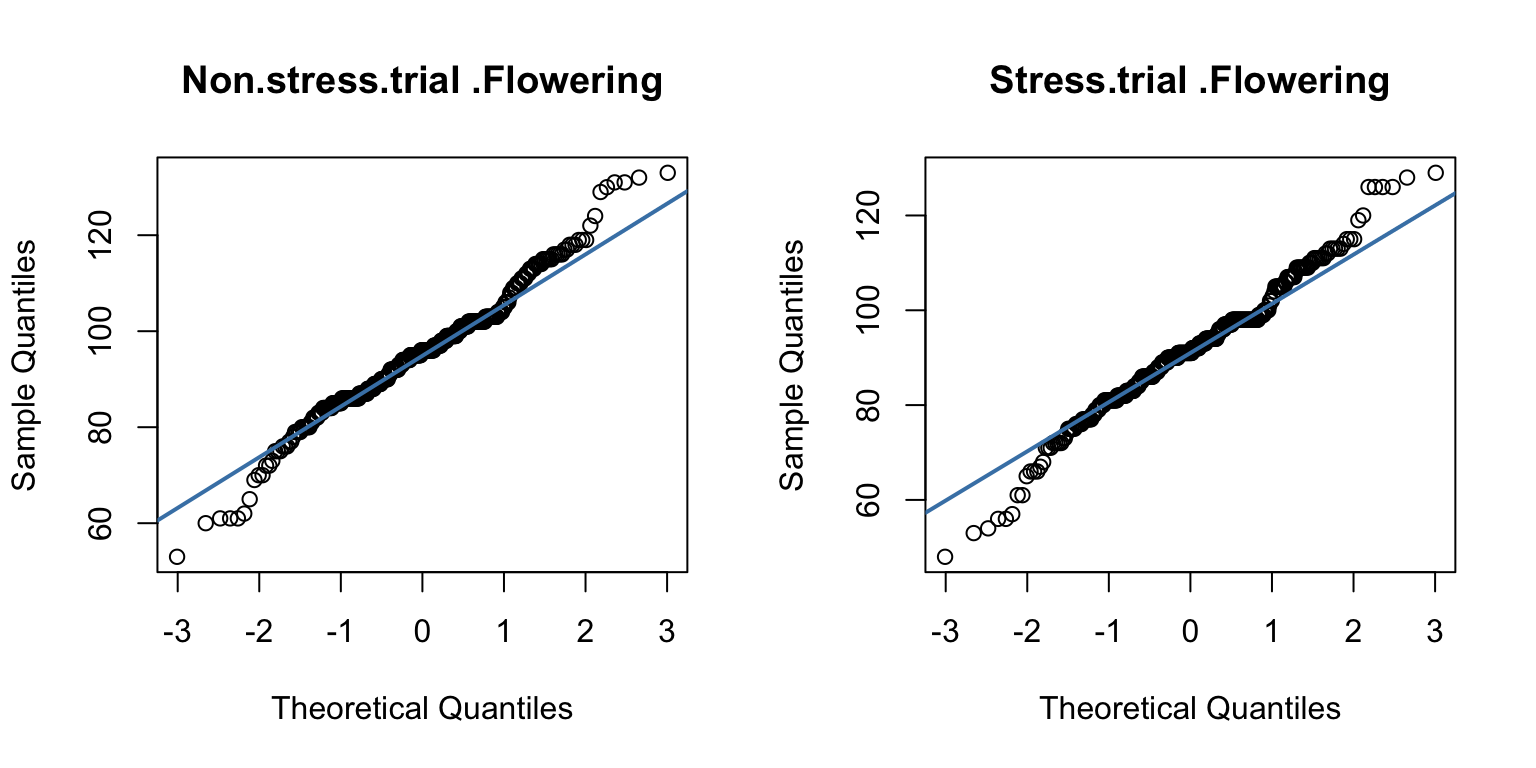 Non.stress.trial .Flowering
Sample Quantiles
120
100
80
60
-3 -2 -1 0 1 2 3
Theoretical Quantiles
Stress.trial .Flowering
Sample Quantiles
120
100
80
60
-3 -2 -1 0 1 2 3
Theoretical Quantiles